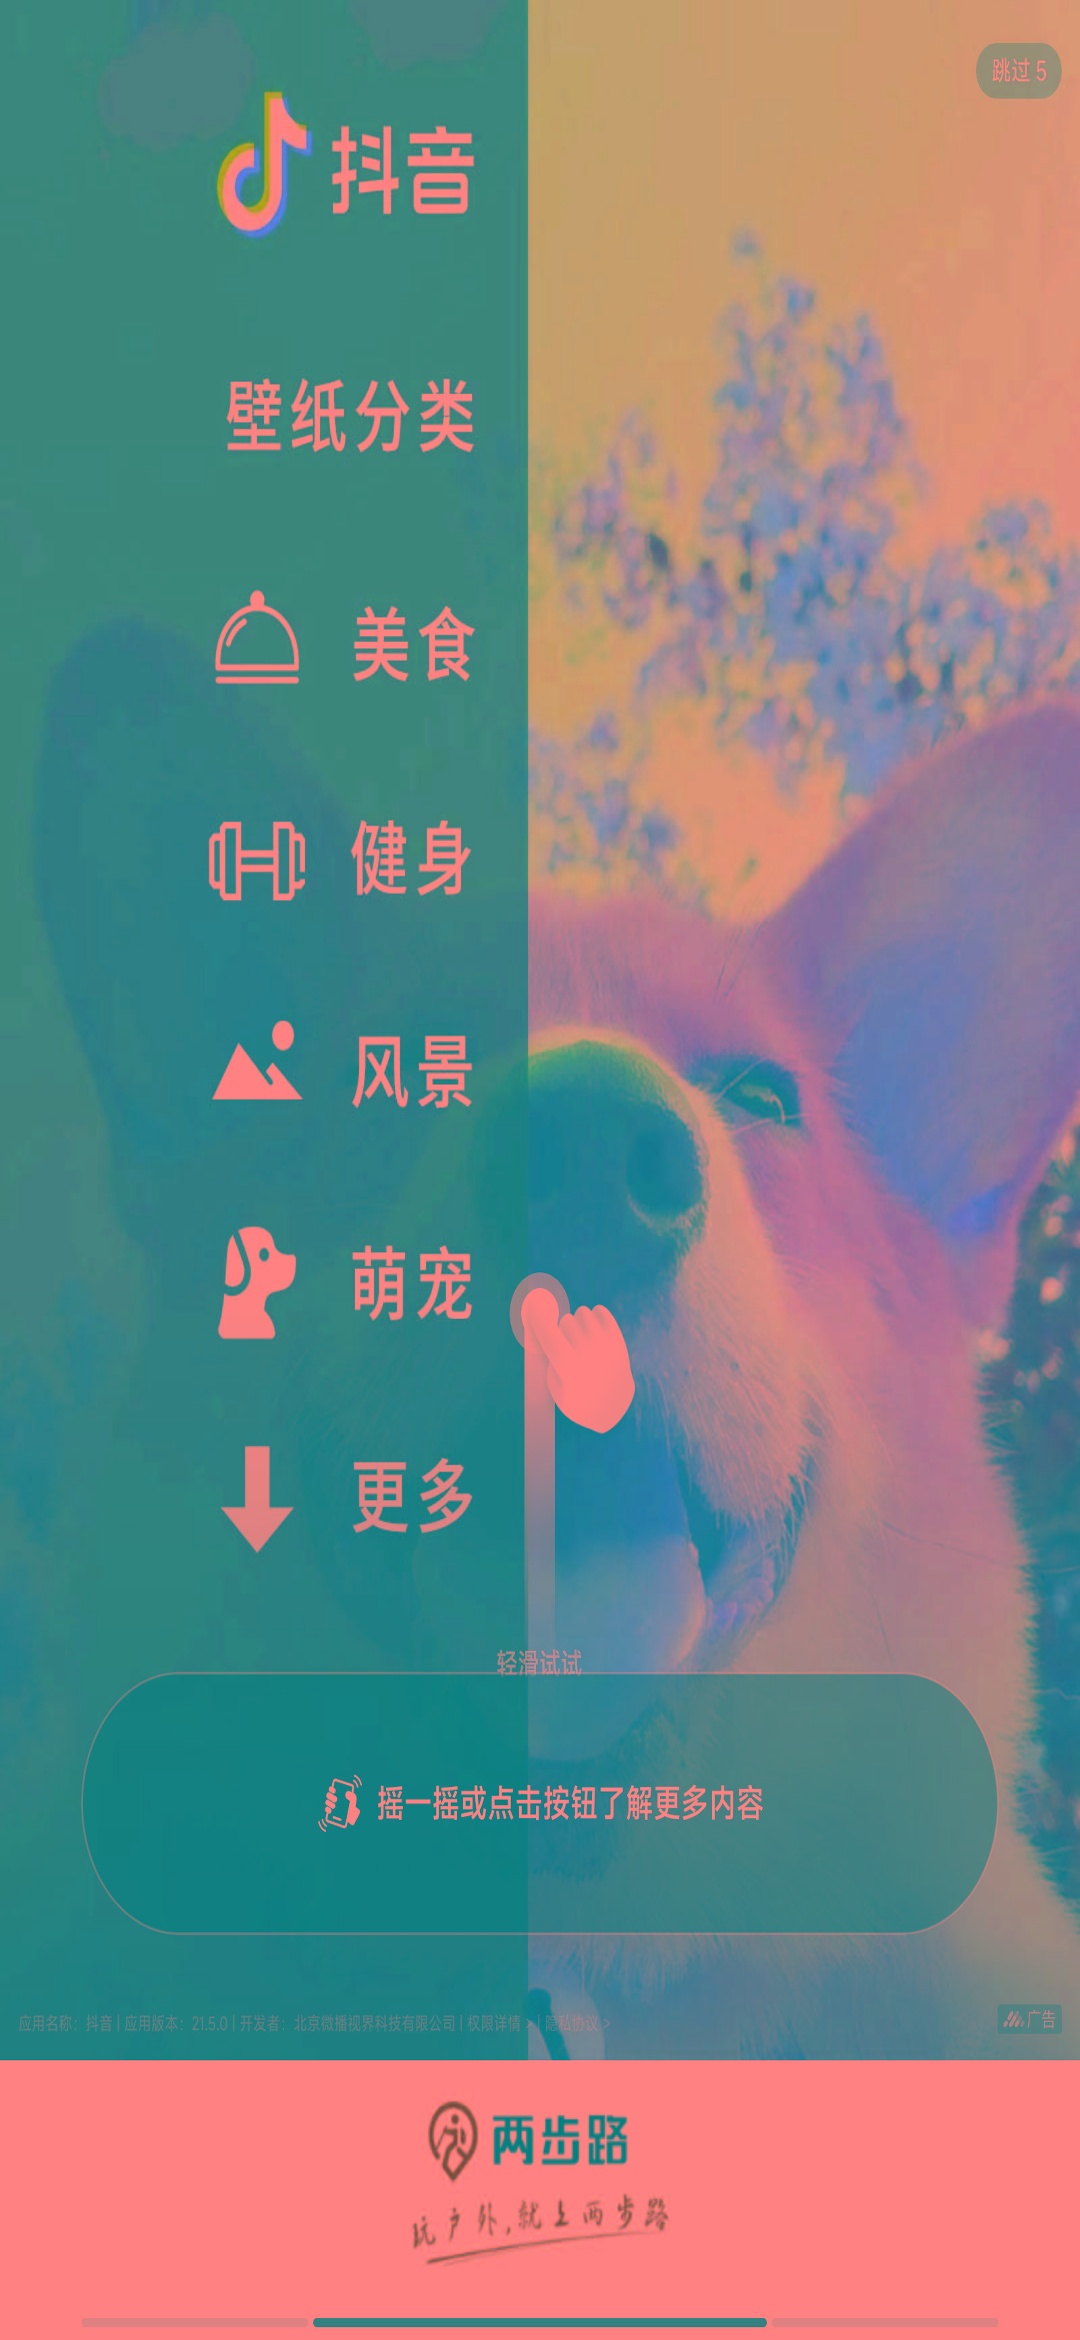 跳过 5
抖音
壁纸分类
美食
健身
风景
萌宠
更多
轻滑试试
摇一摇或点击按钮了解更多内容
应用名称：抖音 | 应用版本：21.5.0 | 开发者：北京微播视界科技有限公司 | 权限详情 > | 隐私协议 >
广告
两步路
玩户外,就上两步路